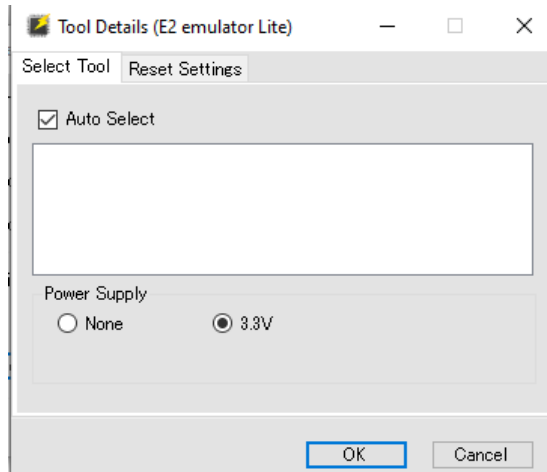 Tool Details (E2 emulator Lite)
Select Tool
Reset Settings
Auto Select
Power Supply
None
3.3V
OK
Cancel